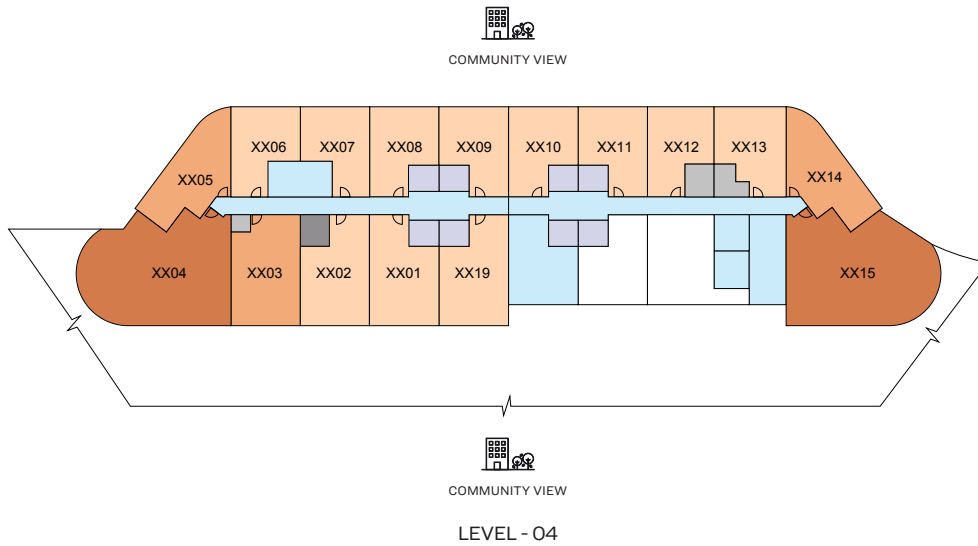 COMMUNITY VIEW
XX06
XX07
XX08
XX09
XX10
XX11
XX12
XX13
XX05
XX14
XX04
XX03
XX02
XX01
XX19
XX15
COMMUNITY VIEW
LEVEL - 04